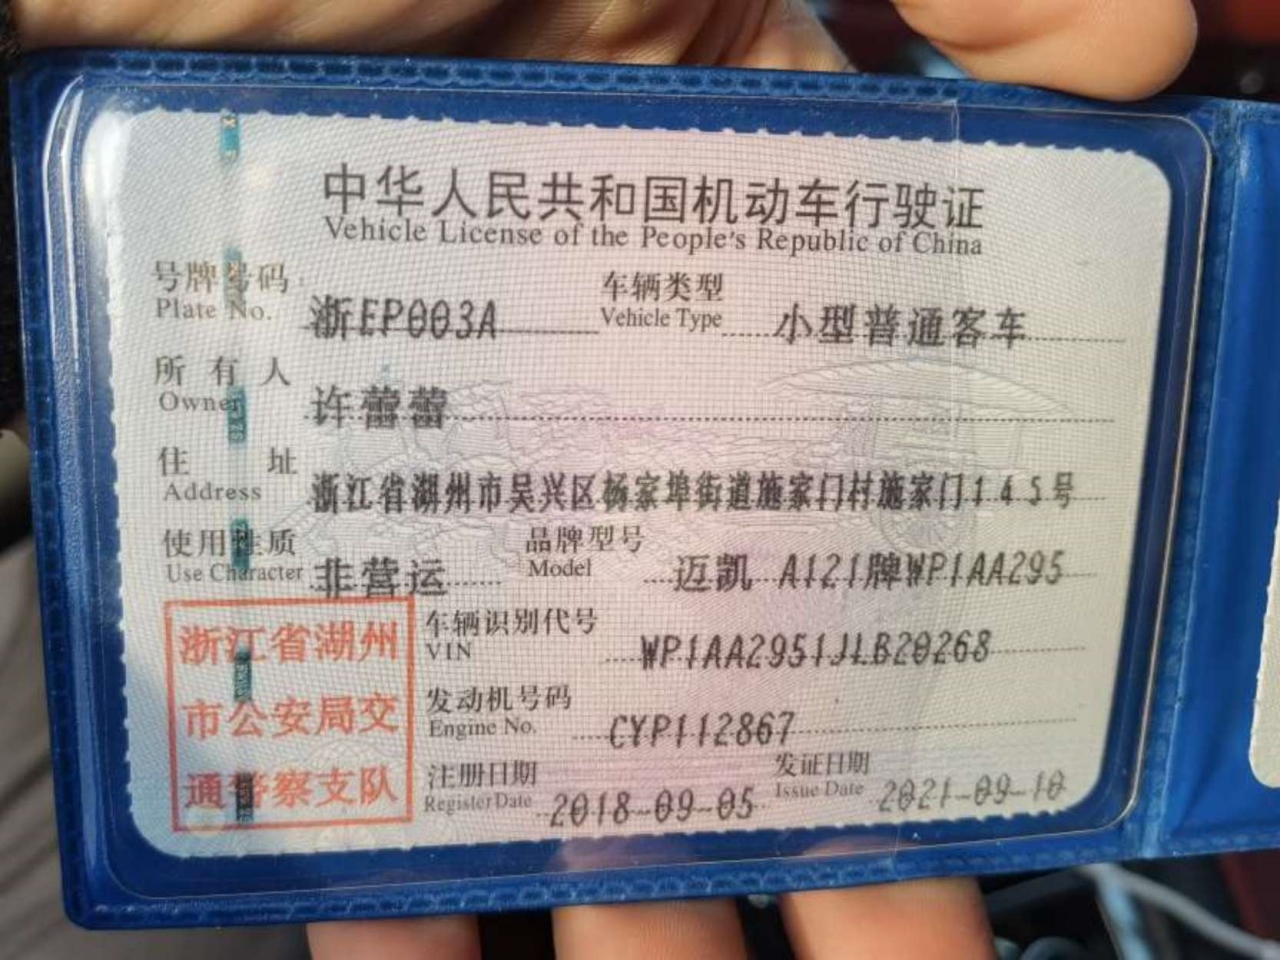 中华人民共和国机动车行驶证
Vehicle License of the People's Republic of China
号牌号码 浙EP003A 车辆类型 小型普通客车
Plate No. Vehicle Type
所有人 许蕾蕾
Owner
住址 浙江省湖州市吴兴区杨家埠街道施家门村施家门145号
Address
使用性质 非营运 品牌型号 迈凯 A121牌WP1AA295
Use Character Model
浙江省湖州
市公安局交
通警察支队
车辆识别代号 WP1AA2951JLB20268
VIN
发动机号码 CYP112867
Engine No.
注册日期 2018-09-05 发证日期 2021-09-10
Register Date Issue Date